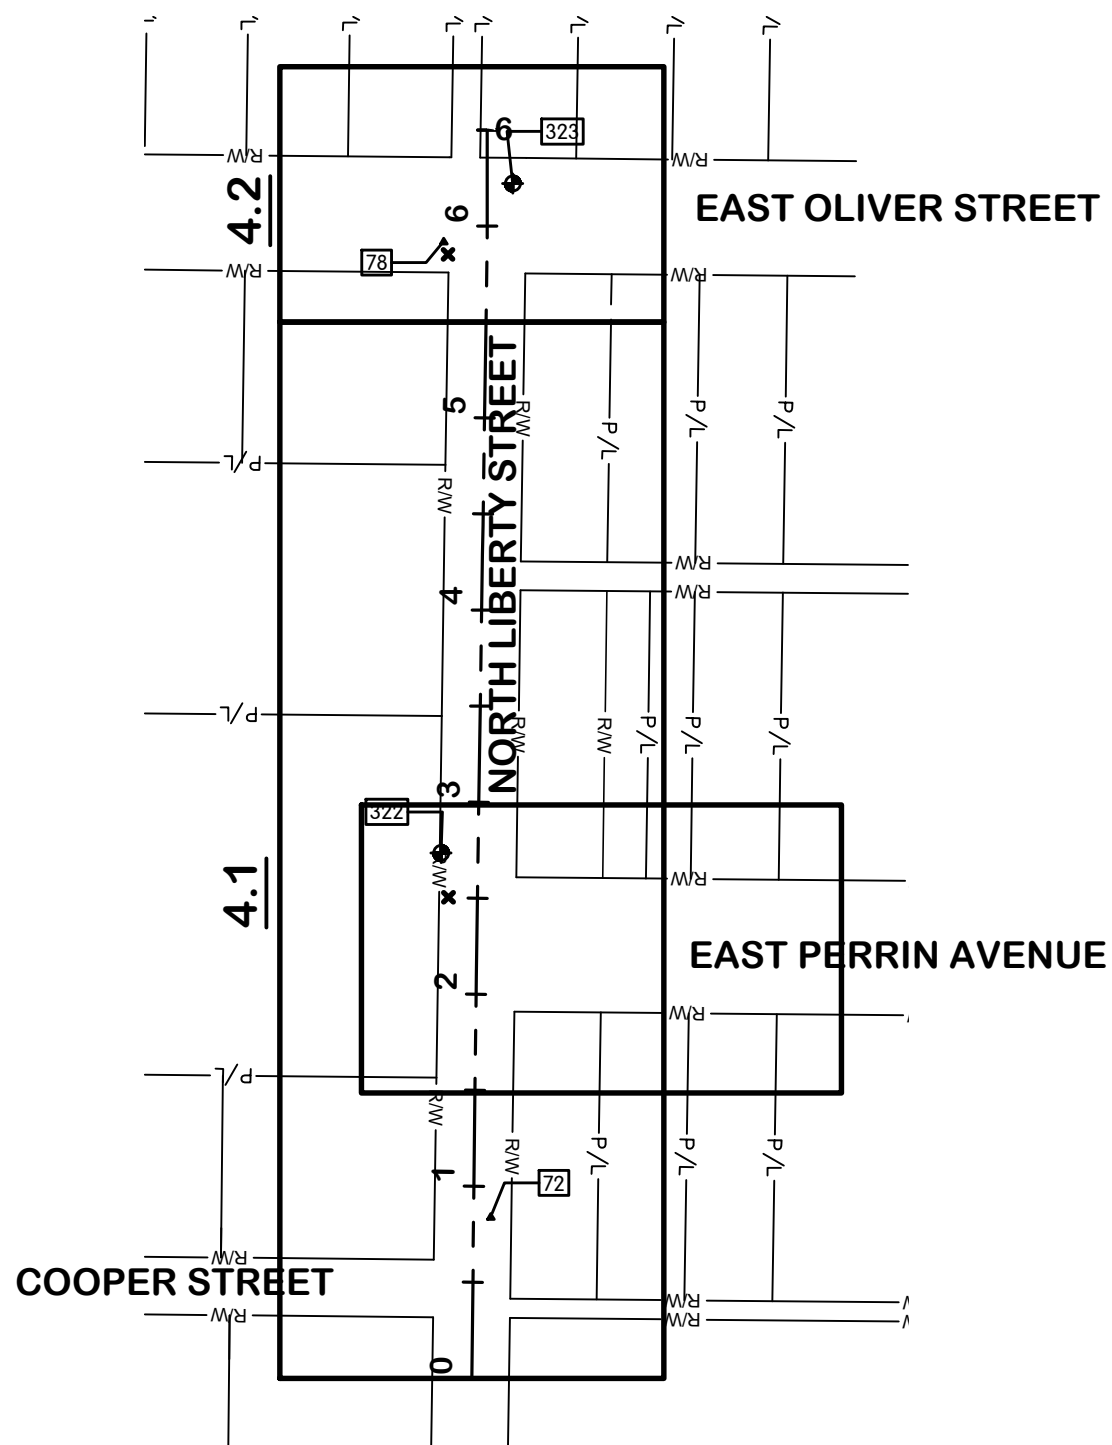 /L
/L
/L
/L
/L
/L
/L
6
323
R/W
R/W
4.2
EAST OLIVER STREET
6
78
R/W
R/W
NORTH LIBERTY STREET
5
R/W
P/L
P/L
P/L
P/L
R/W
R/W
4
R/W
P/L
R/W
R/W
P/L
P/L
P/L
3
322
4.1
R/W
R/W
EAST PERRIN AVENUE
2
R/W
P/L
R/W
1
R/W
P/L
P/L
P/L
72
R/W
COOPER STREET
R/W
R/W
R/W
0